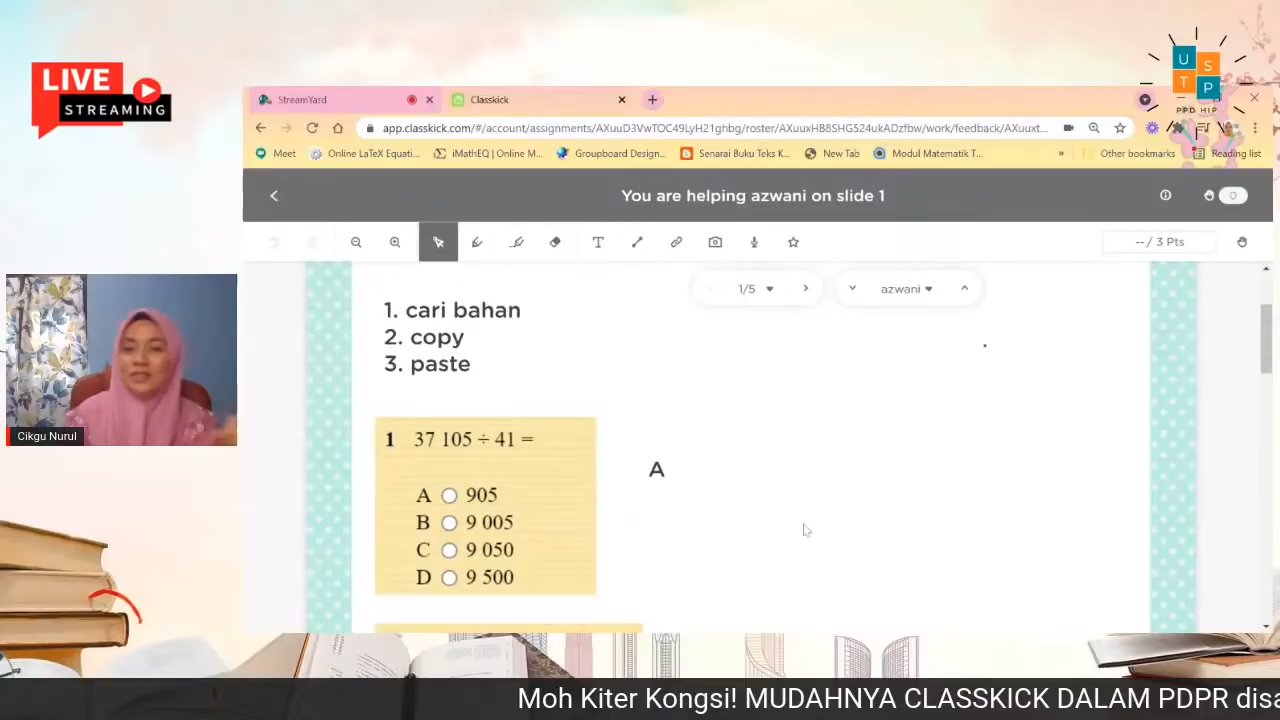 LIVE
STREAMING
U S
T P
PPD HIP
StreamYard
Classkick
app.classkick.com/#/account/assignments/AXuuD3VwTOC49LyH21ghbg/roster/AXuuxHB8SHG524ukADzfbw/work/feedback/AXuuxt...
Meet
Online LaTeX Equati...
iMathEQ | Online M...
Groupboard Design...
Senarai Buku Teks K...
New Tab
Modul Matematik T...
»
Other bookmarks
Reading list
You are helping azwani on slide 1
0
T
-- / 3 Pts
1/5
azwani
1. cari bahan
2. copy
3. paste
1 37 105 ÷ 41 =
A 905
B 9 005
C 9 050
D 9 500
A
Cikgu Nurul
Moh Kiter Kongsi! MUDAHNYA CLASSKICK DALAM PDPR disa